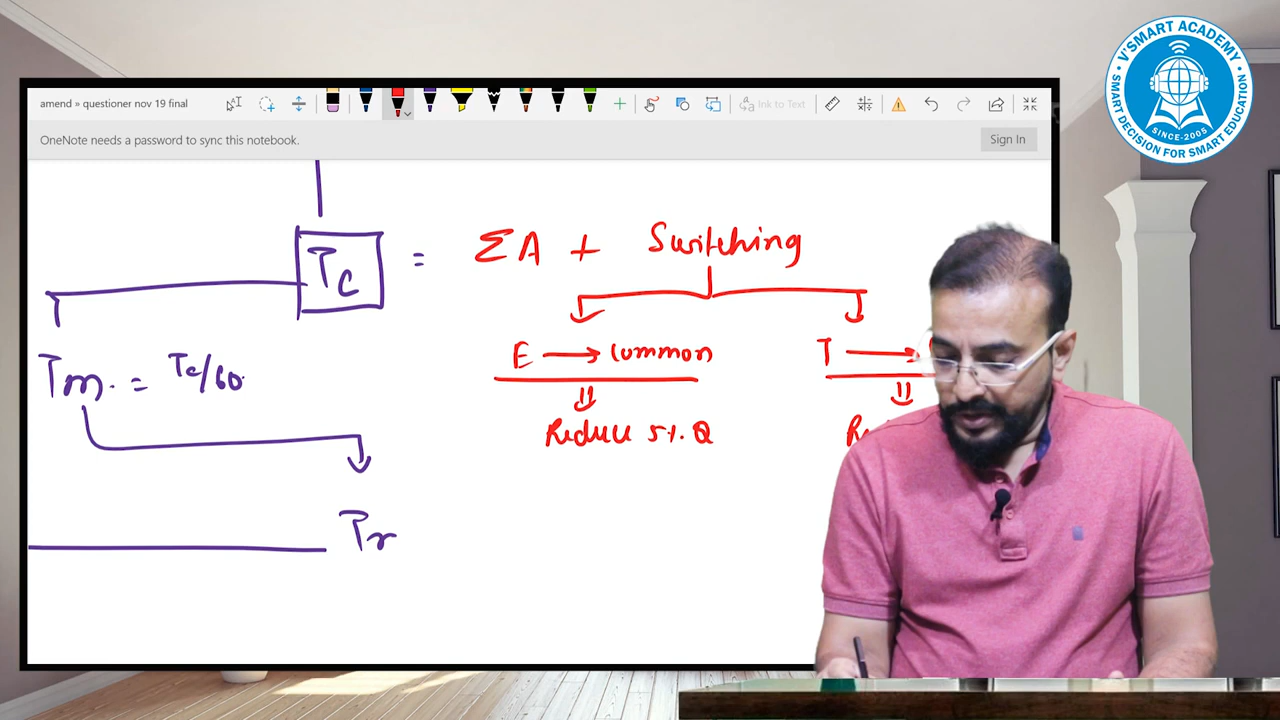 V'SMART ACADEMY
SMART DECISION FOR SMART EDUCATION
SINCE-2005
amend » questioner nov 19 final
Ink to Text
OneNote needs a password to sync this notebook.
Sign In
Tc = ΣA + Switching
E → Common
T →
Tm. = Tc/60.
Reduce 5% Q
Tr